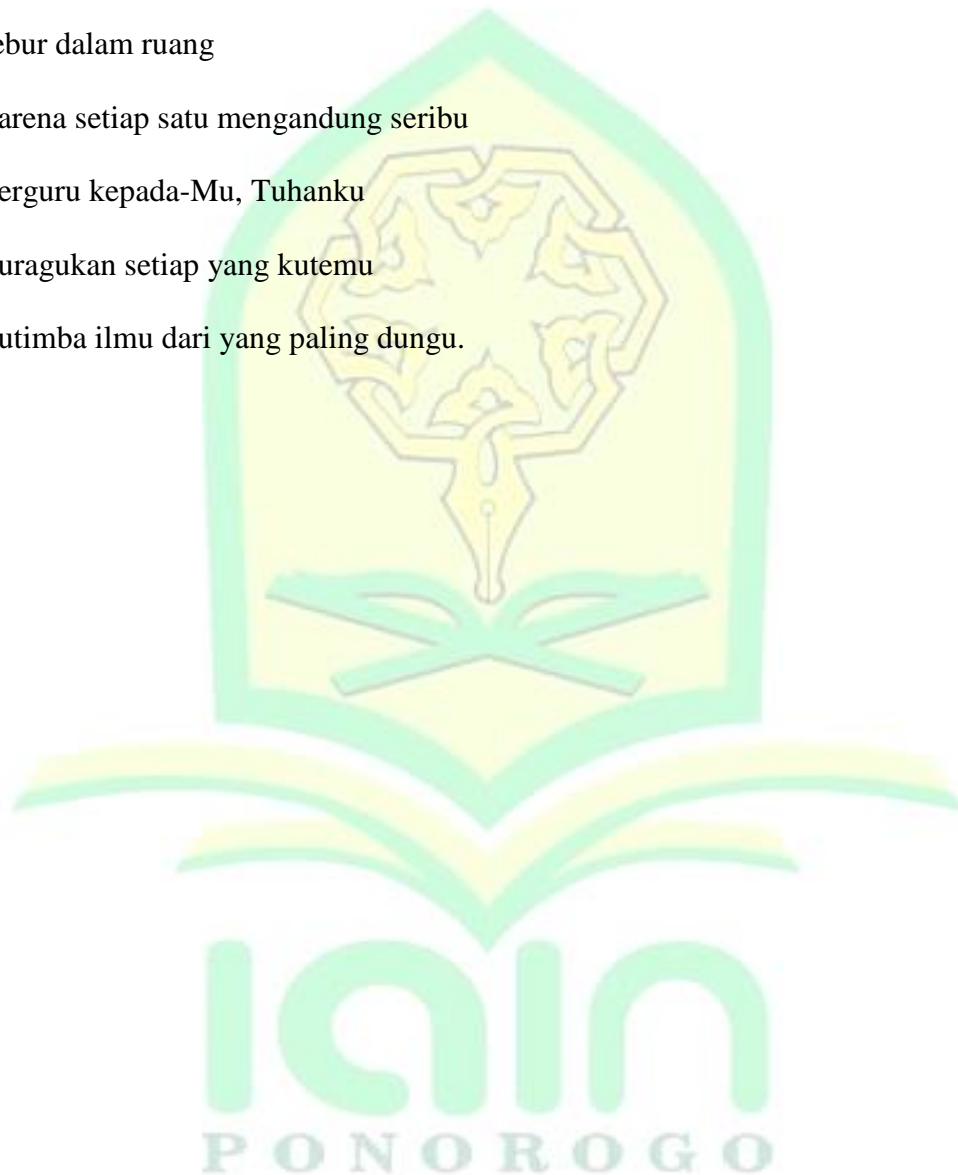 ebur dalam ruang
arena setiap satu mengandung seribu
erguru kepada-Mu, Tuhanku
uragukan setiap yang kutemu
utimba ilmu dari yang paling dungu.
iain
PONOROGO